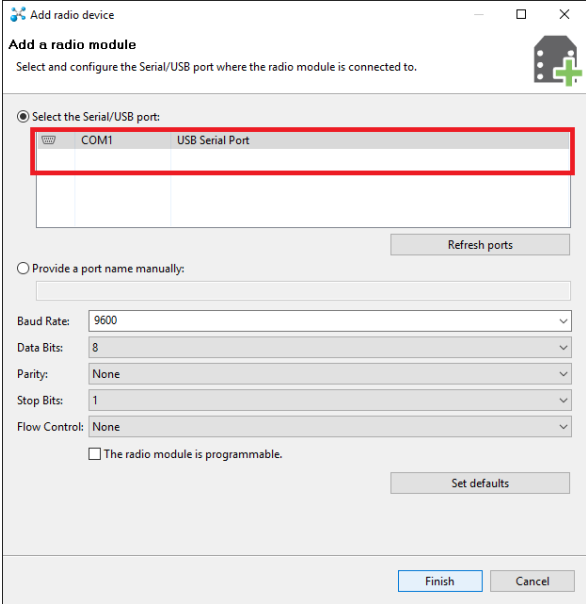 Add radio device
Add a radio module
Select and configure the Serial/USB port where the radio module is connected to.
Select the Serial/USB port:
COM1 USB Serial Port
Refresh ports
Provide a port name manually:
Baud Rate: 9600
Data Bits: 8
Parity: None
Stop Bits: 1
Flow Control: None
The radio module is programmable.
Set defaults
Finish Cancel